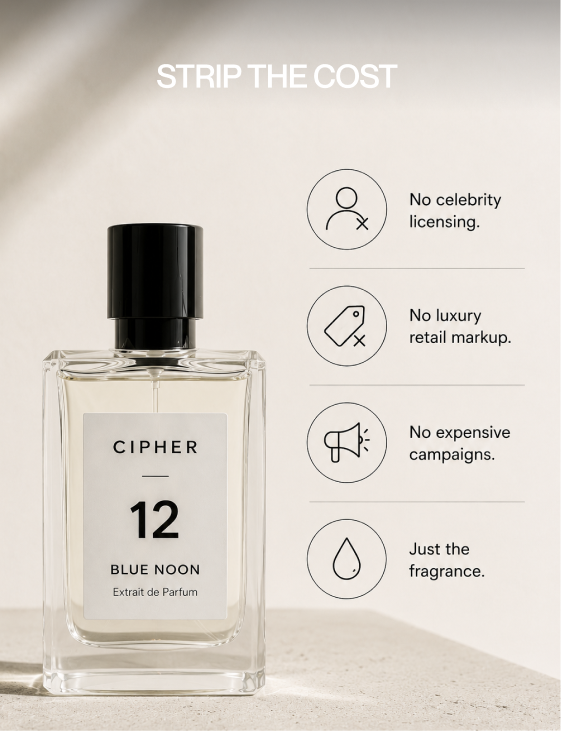 STRIP THE COST
No celebrity
licensing.
No luxury
retail markup.
No expensive
campaigns.
Just the
fragrance.
CIPHER
12
BLUE NOON
Extrait de Parfum